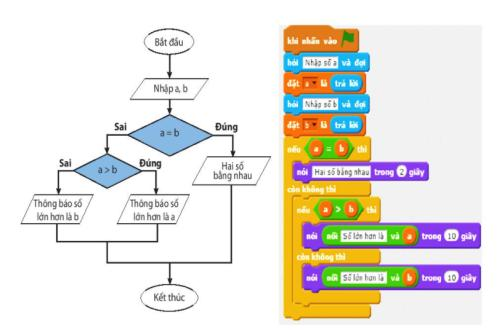 Bắt đầu
Nhập a, b
Sai
a = b
Đúng
Sai
a > b
Đúng
Hai số
bằng nhau
Thông báo số
lớn hơn là b
Thông báo số
lớn hơn là a
Kết thúc
khi nhấn vào
hỏi Nhập số a và đợi
đặt a là trả lời
hỏi Nhập số b và đợi
đặt b là trả lời
nếu a = b thì
nói Hai số bằng nhau trong 2 giây
còn không thì
nếu a > b thì
nói nối Số lớn hơn là và a trong 10 giây
còn không thì
nói nối Số lớn hơn là và b trong 10 giây